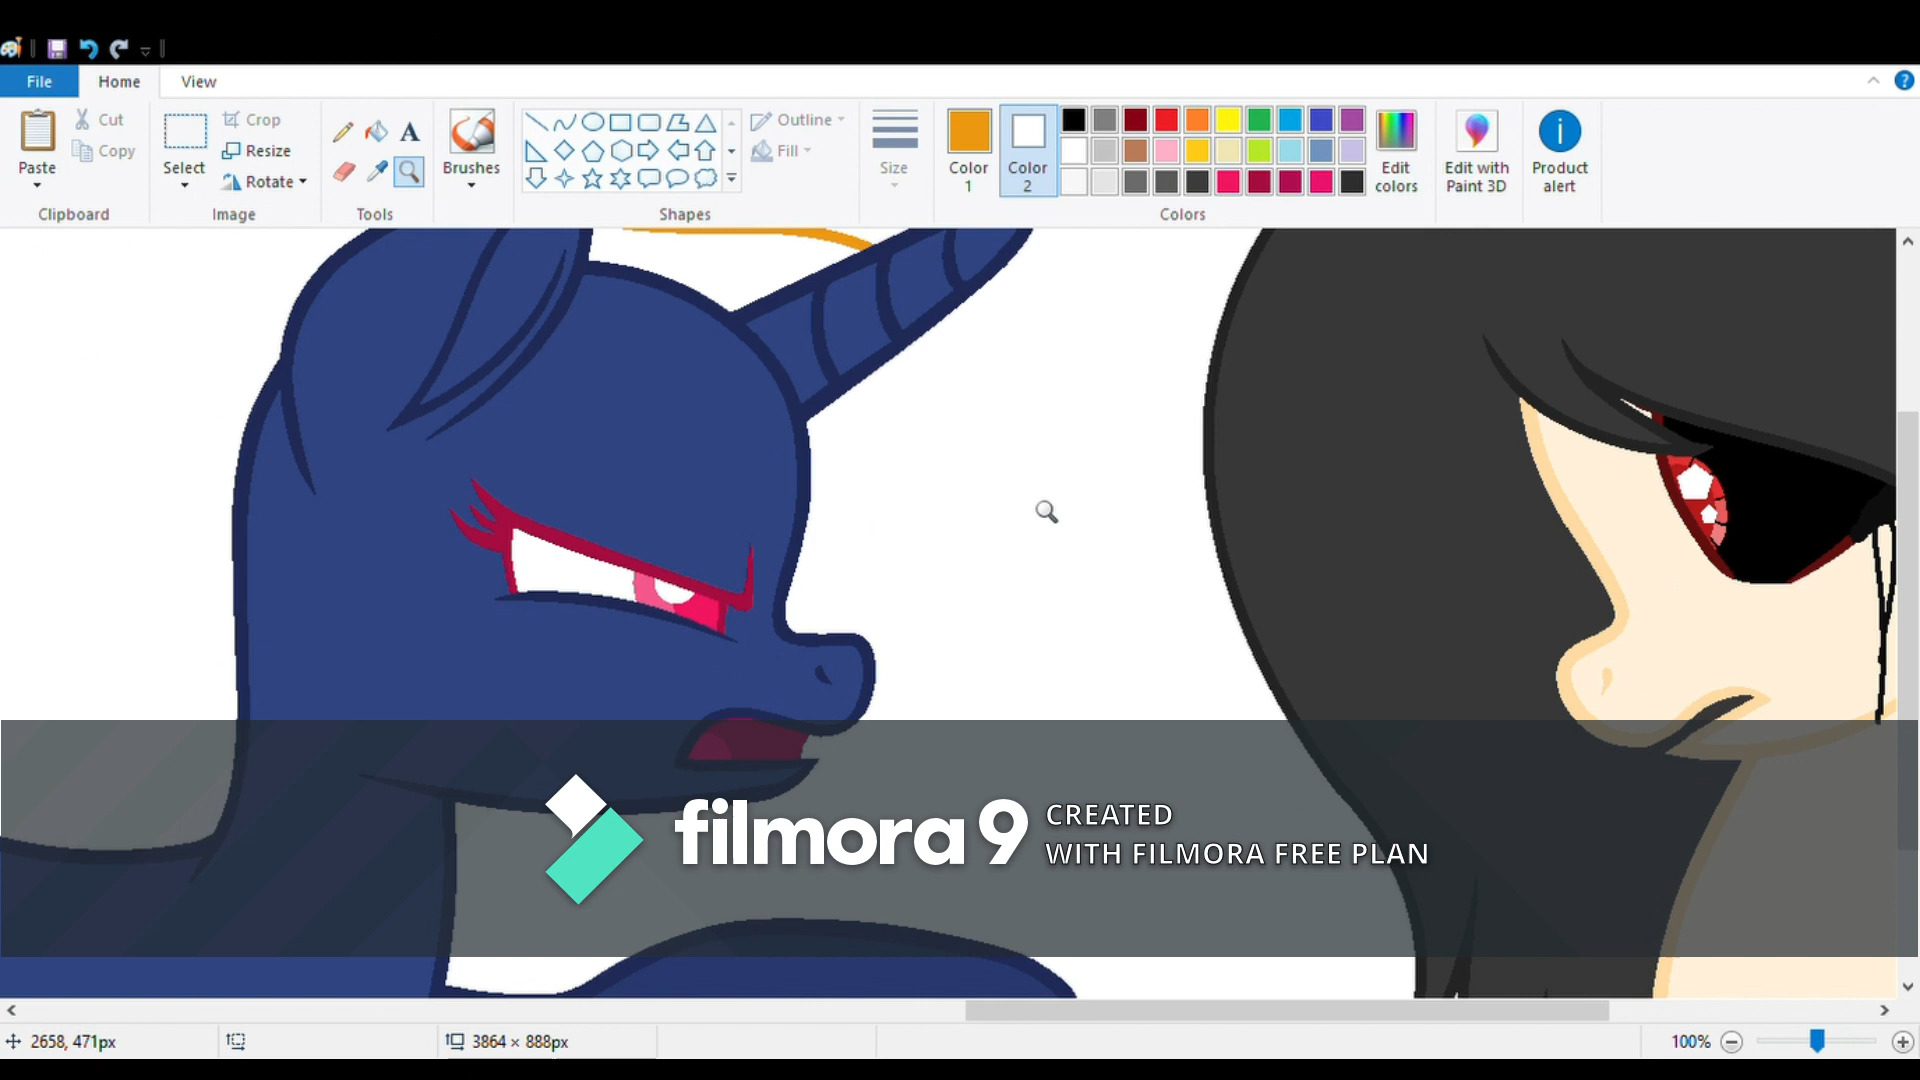 File Home View
Paste
Cut
Copy
Clipboard
Select
Crop
Resize
Rotate
Image
A
Tools
Brushes
Shapes
Outline
Fill
Size
Color
1
Color
2
Colors
Edit
colors
Edit with
Paint 3D
Product
alert
filmora 9
CREATED
WITH FILMORA FREE PLAN
2658, 471px
3864 × 888px
100%